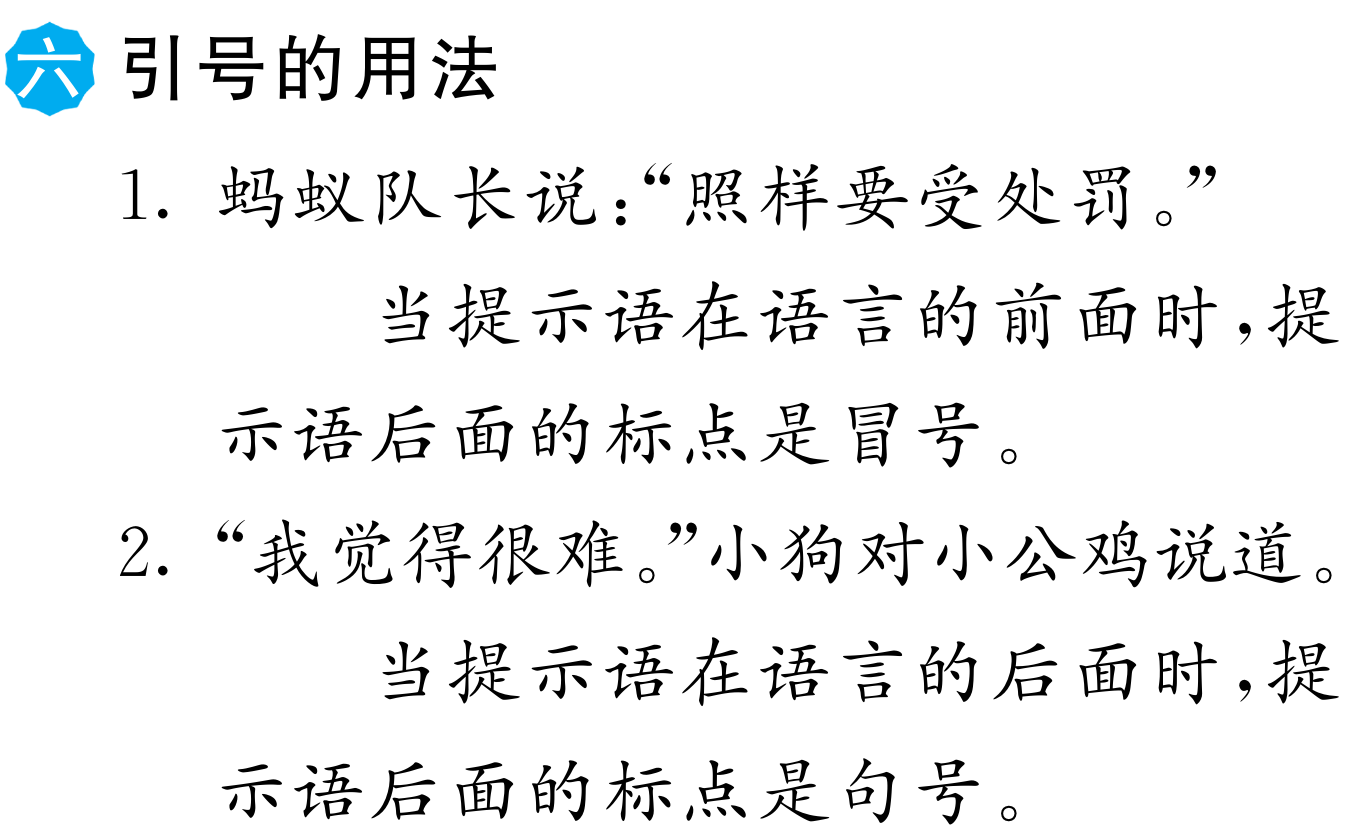 六 引号的用法
1. 蚂蚁队长说：“照样要受处罚。”
当提示语在语言的前面时，提
示语后面的标点是冒号。
2. “我觉得很难。”小狗对小公鸡说道。
当提示语在语言的后面时，提
示语后面的标点是句号。